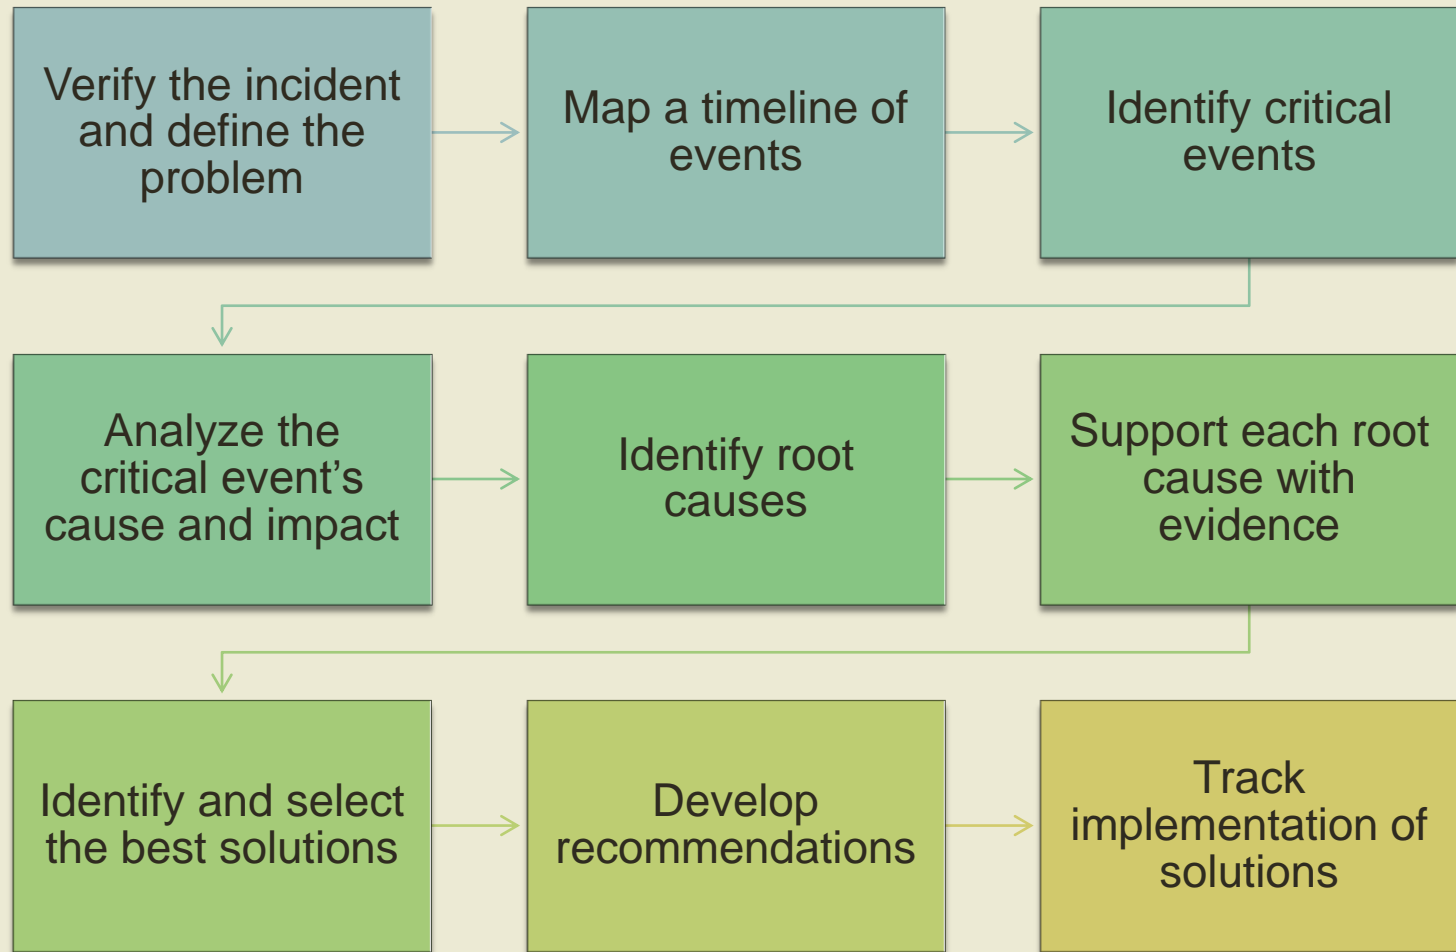 Verify the incident
and define the
problem
Map a timeline of
events
Identify critical
events
Analyze the
critical event’s
cause and impact
Identify root
causes
Support each root
cause with
evidence
Identify and select
the best solutions
Develop
recommendations
Track
implementation of
solutions